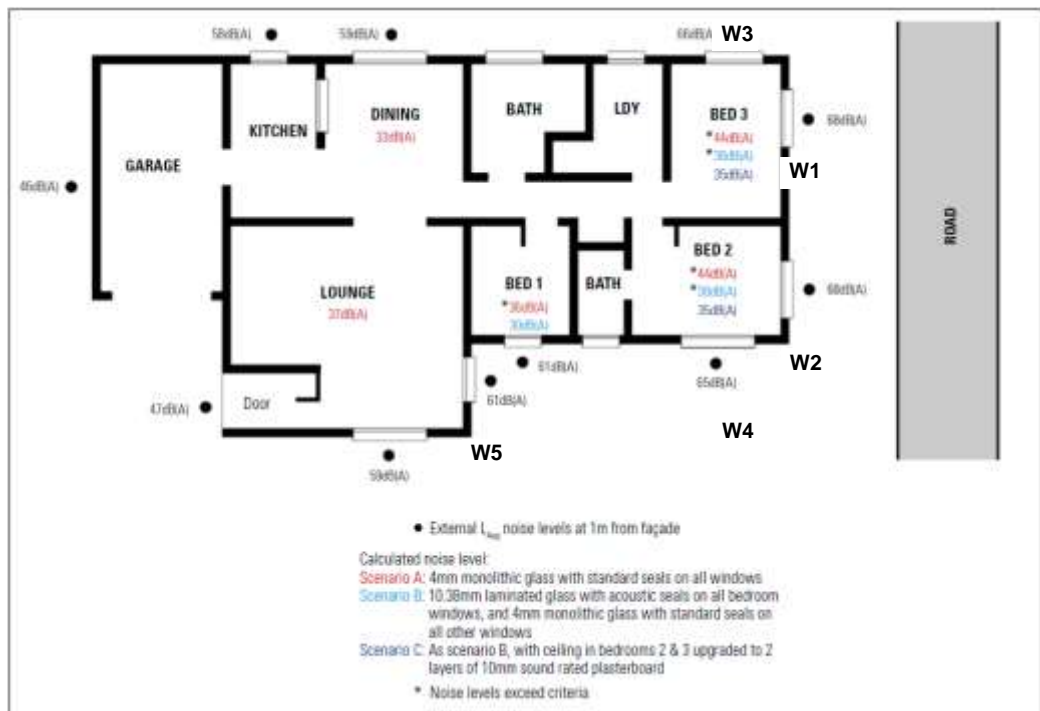 58dB(A)
59dB(A)
66dB(A)
W3
KITCHEN
DINING
33dB(A)
BATH
LDY
BED 3
*44dB(A)
*38dB(A)
35dB(A)
68dB(A)
GARAGE
46dB(A)
W1
ROAD
LOUNGE
37dB(A)
BED 1
*36dB(A)
30dB(A)
BATH
BED 2
*44dB(A)
*38dB(A)
35dB(A)
68dB(A)
W2
61dB(A)
61dB(A)
65dB(A)
47dB(A)
Door
W4
W5
59dB(A)
● External LAeq noise levels at 1m from façade
Calculated noise level:
Scenario A: 4mm monolithic glass with standard seals on all windows
Scenario B: 10.38mm laminated glass with acoustic seals on all bedroom
windows, and 4mm monolithic glass with standard seals on
all other windows
Scenario C: As scenario B, with ceiling in bedrooms 2 & 3 upgraded to 2
layers of 10mm sound rated plasterboard
* Noise levels exceed criteria